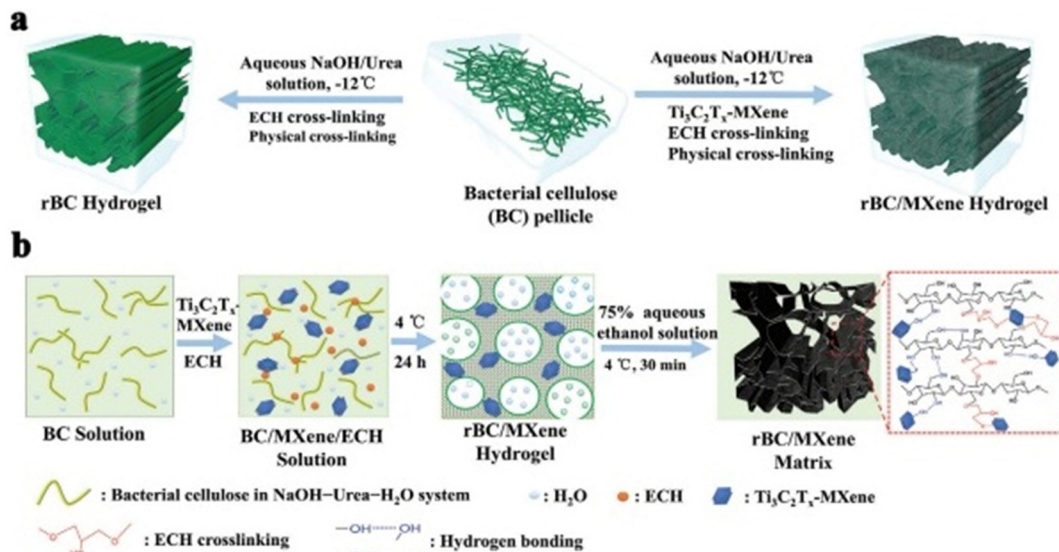 a
Aqueous NaOH/Urea
solution, -12℃
ECH cross-linking
Physical cross-linking
Aqueous NaOH/Urea
solution, -12℃
Ti₃C₂Tₓ-MXene
ECH cross-linking
Physical cross-linking
rBC Hydrogel
Bacterial cellulose
(BC) pellicle
rBC/MXene Hydrogel
b
Ti₃C₂Tₓ-
MXene
ECH
4 ℃
24 h
75% aqueous
ethanol solution
4 ℃, 30 min
BC Solution
BC/MXene/ECH
Solution
rBC/MXene
Hydrogel
rBC/MXene
Matrix
: Bacterial cellulose in NaOH−Urea−H₂O system
: H₂O
: ECH
: Ti₃C₂Tₓ-MXene
: ECH crosslinking
—OH┈┈OH
: Hydrogen bonding